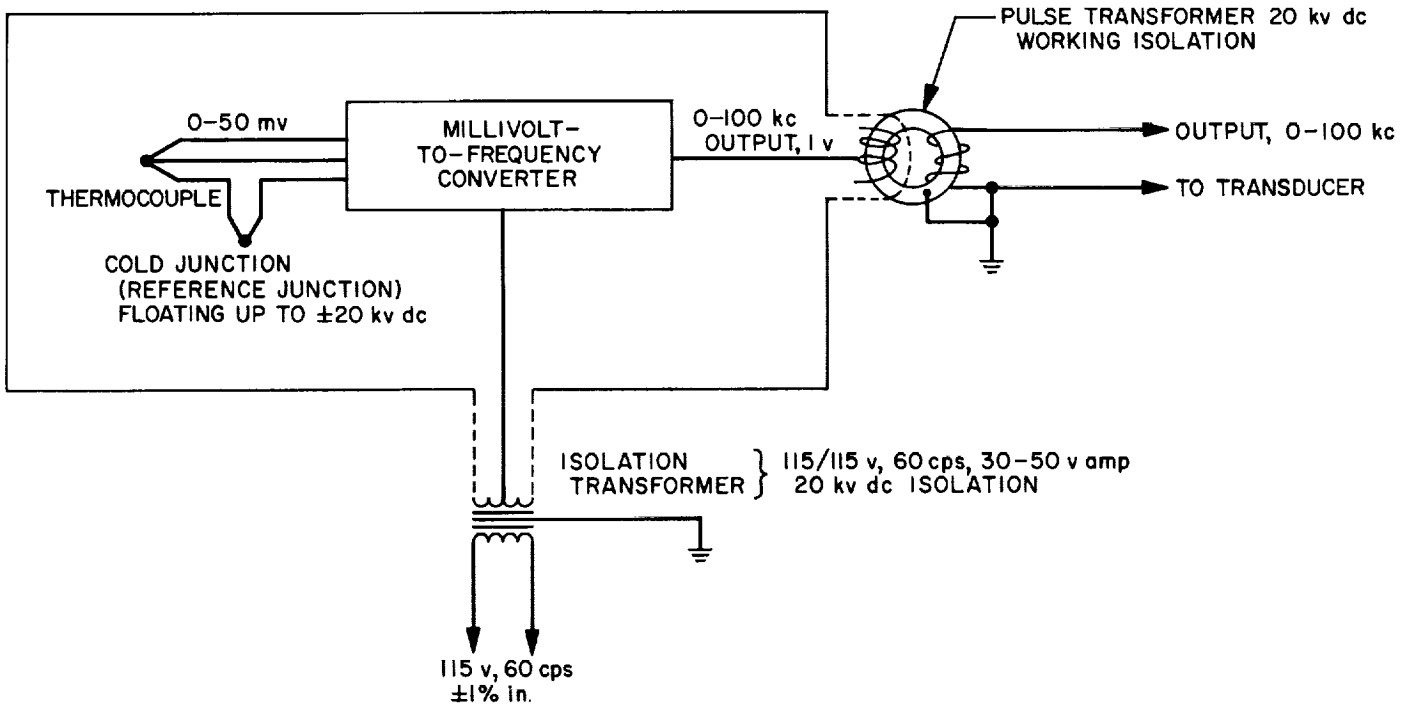 PULSE TRANSFORMER 20 kv dc
WORKING ISOLATION
0-50 mv
MILLIVOLT-
TO-FREQUENCY
CONVERTER
0-100 kc
OUTPUT, 1 v
OUTPUT, 0-100 kc
THERMOCOUPLE
TO TRANSDUCER
COLD JUNCTION
(REFERENCE JUNCTION)
FLOATING UP TO ±20 kv dc
ISOLATION
TRANSFORMER
115/115 v, 60 cps, 30-50 v amp
20 kv dc ISOLATION
115 v, 60 cps
±1% in.